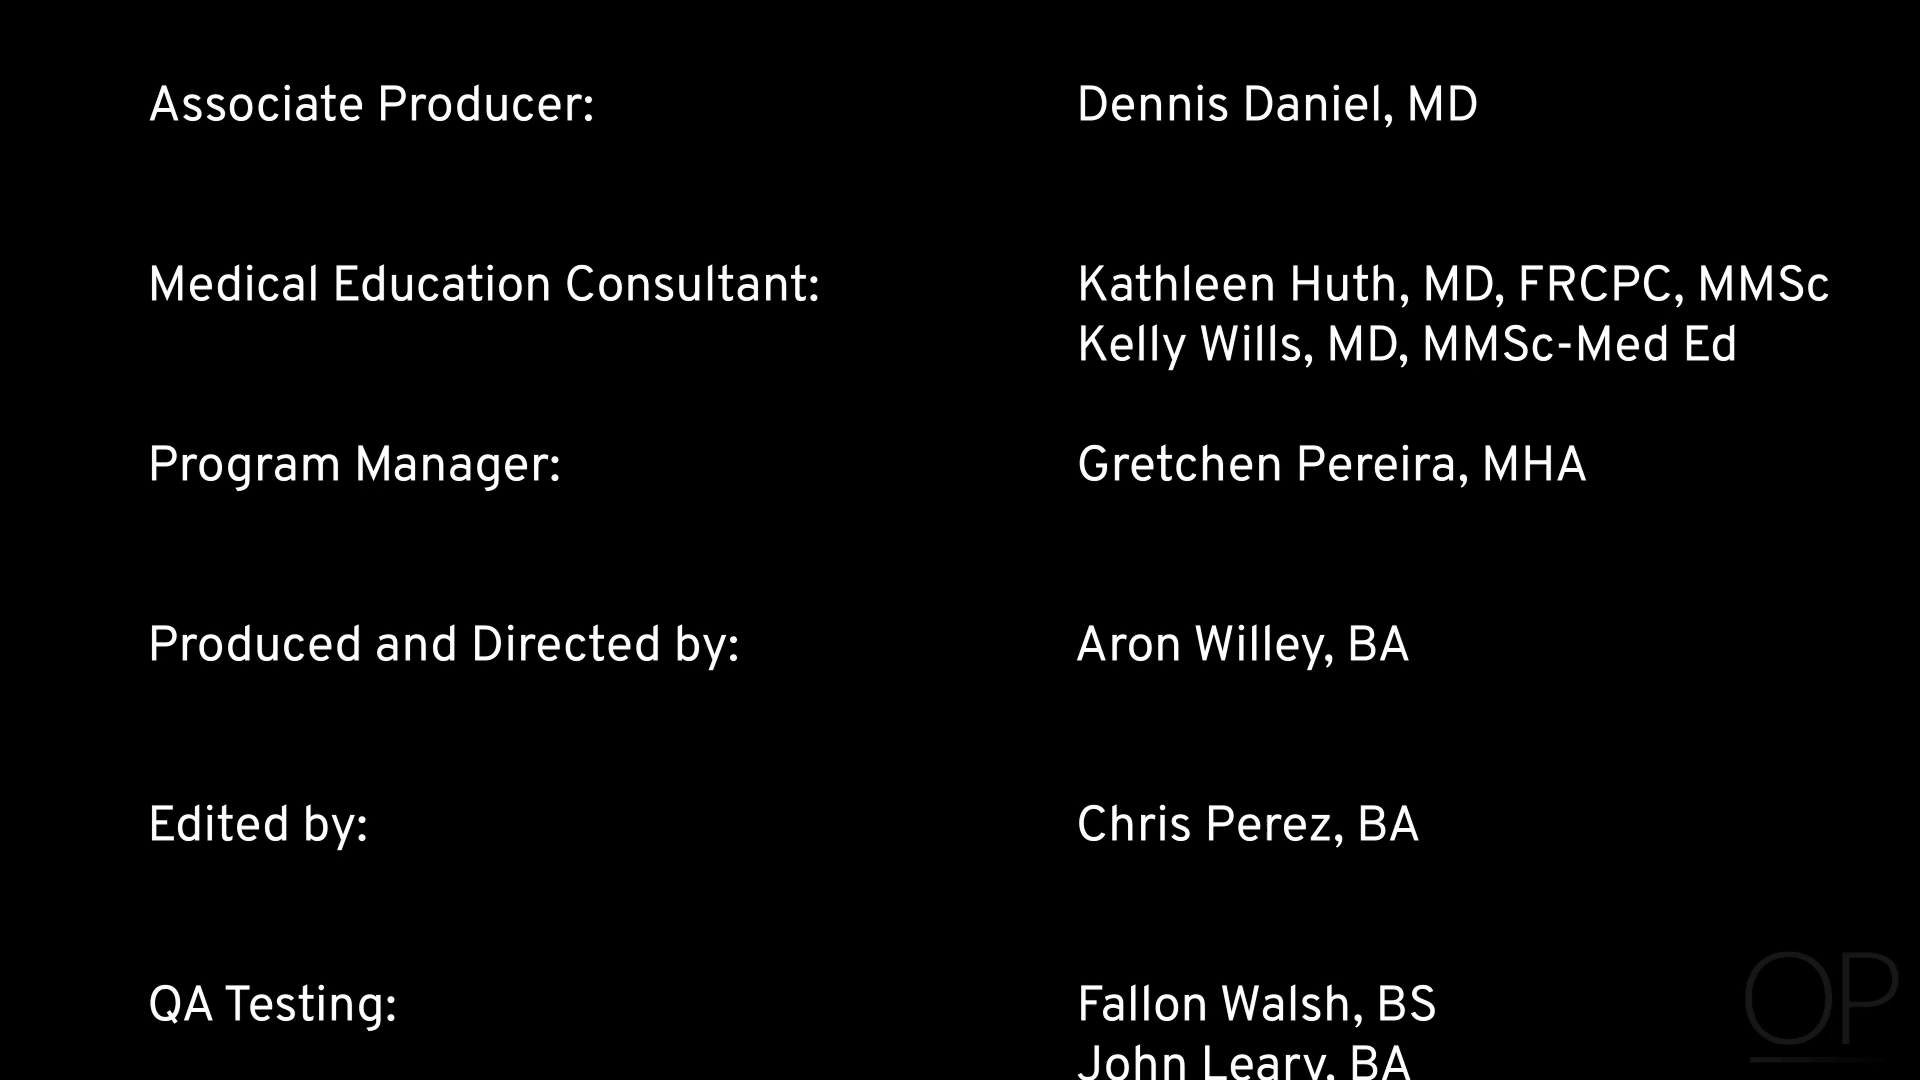 Associate Producer: Dennis Daniel, MD
Medical Education Consultant: Kathleen Huth, MD, FRCPC, MMSc
Kelly Wills, MD, MMSc-Med Ed
Program Manager: Gretchen Pereira, MHA
Produced and Directed by: Aron Willey, BA
Edited by: Chris Perez, BA
QA Testing: Fallon Walsh, BS
John Leary, BA
OP